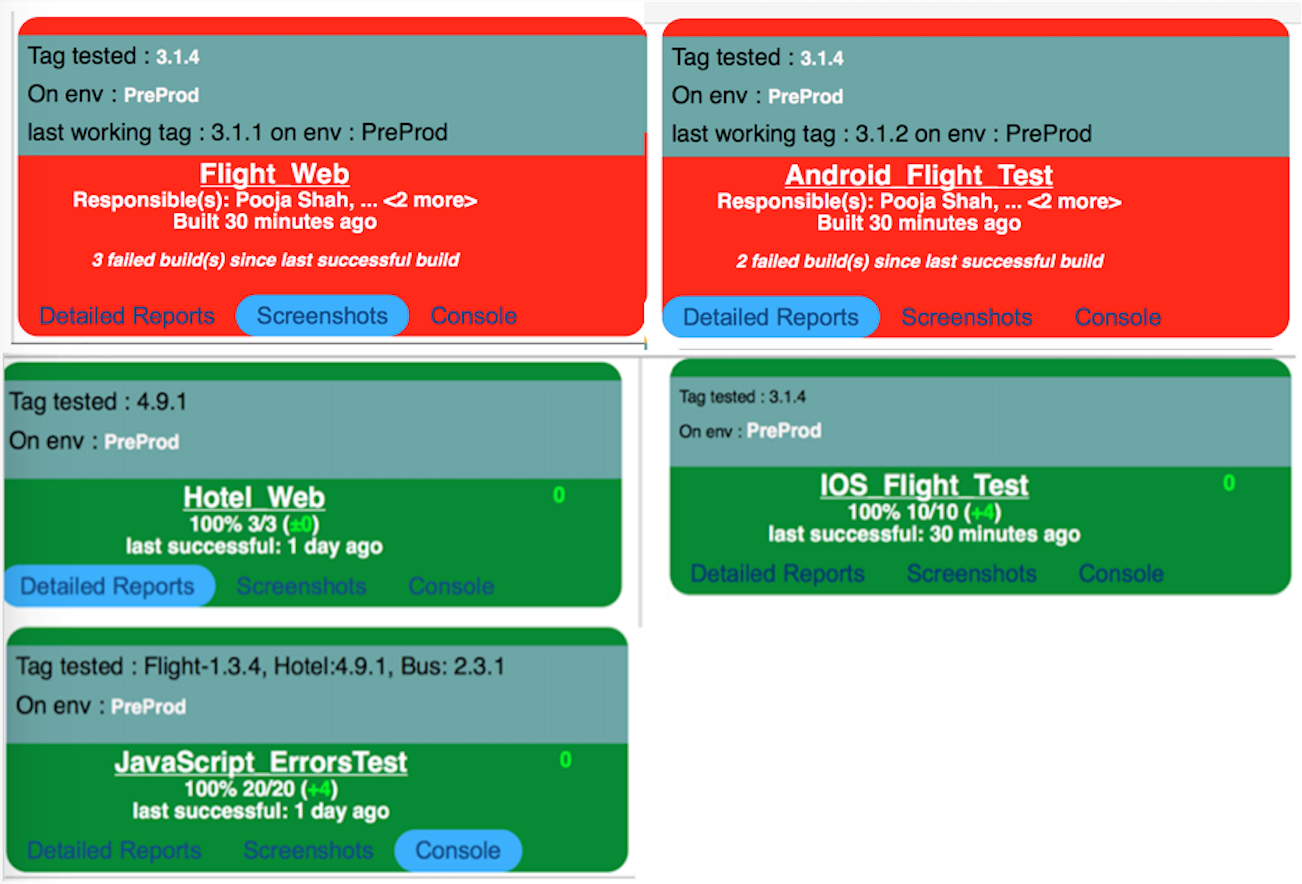 Tag tested : 3.1.4
On env : PreProd
last working tag : 3.1.1 on env : PreProd
Flight_Web
Responsible(s): Pooja Shah, ... <2 more>
Built 30 minutes ago
3 failed build(s) since last successful build
Detailed Reports Screenshots Console
Tag tested : 3.1.4
On env : PreProd
last working tag : 3.1.2 on env : PreProd
Android_Flight_Test
Responsible(s): Pooja Shah, ... <2 more>
Built 30 minutes ago
2 failed build(s) since last successful build
Detailed Reports Screenshots Console
Tag tested : 4.9.1
On env : PreProd
Hotel_Web 0
100% 3/3 (±0)
last successful: 1 day ago
Detailed Reports Screenshots Console
Tag tested : 3.1.4
On env : PreProd
IOS_Flight_Test 0
100% 10/10 (+4)
last successful: 30 minutes ago
Detailed Reports Screenshots Console
Tag tested : Flight-1.3.4, Hotel:4.9.1, Bus: 2.3.1
On env : PreProd
JavaScript_ErrorsTest 0
100% 20/20 (+4)
last successful: 1 day ago
Detailed Reports Screenshots Console